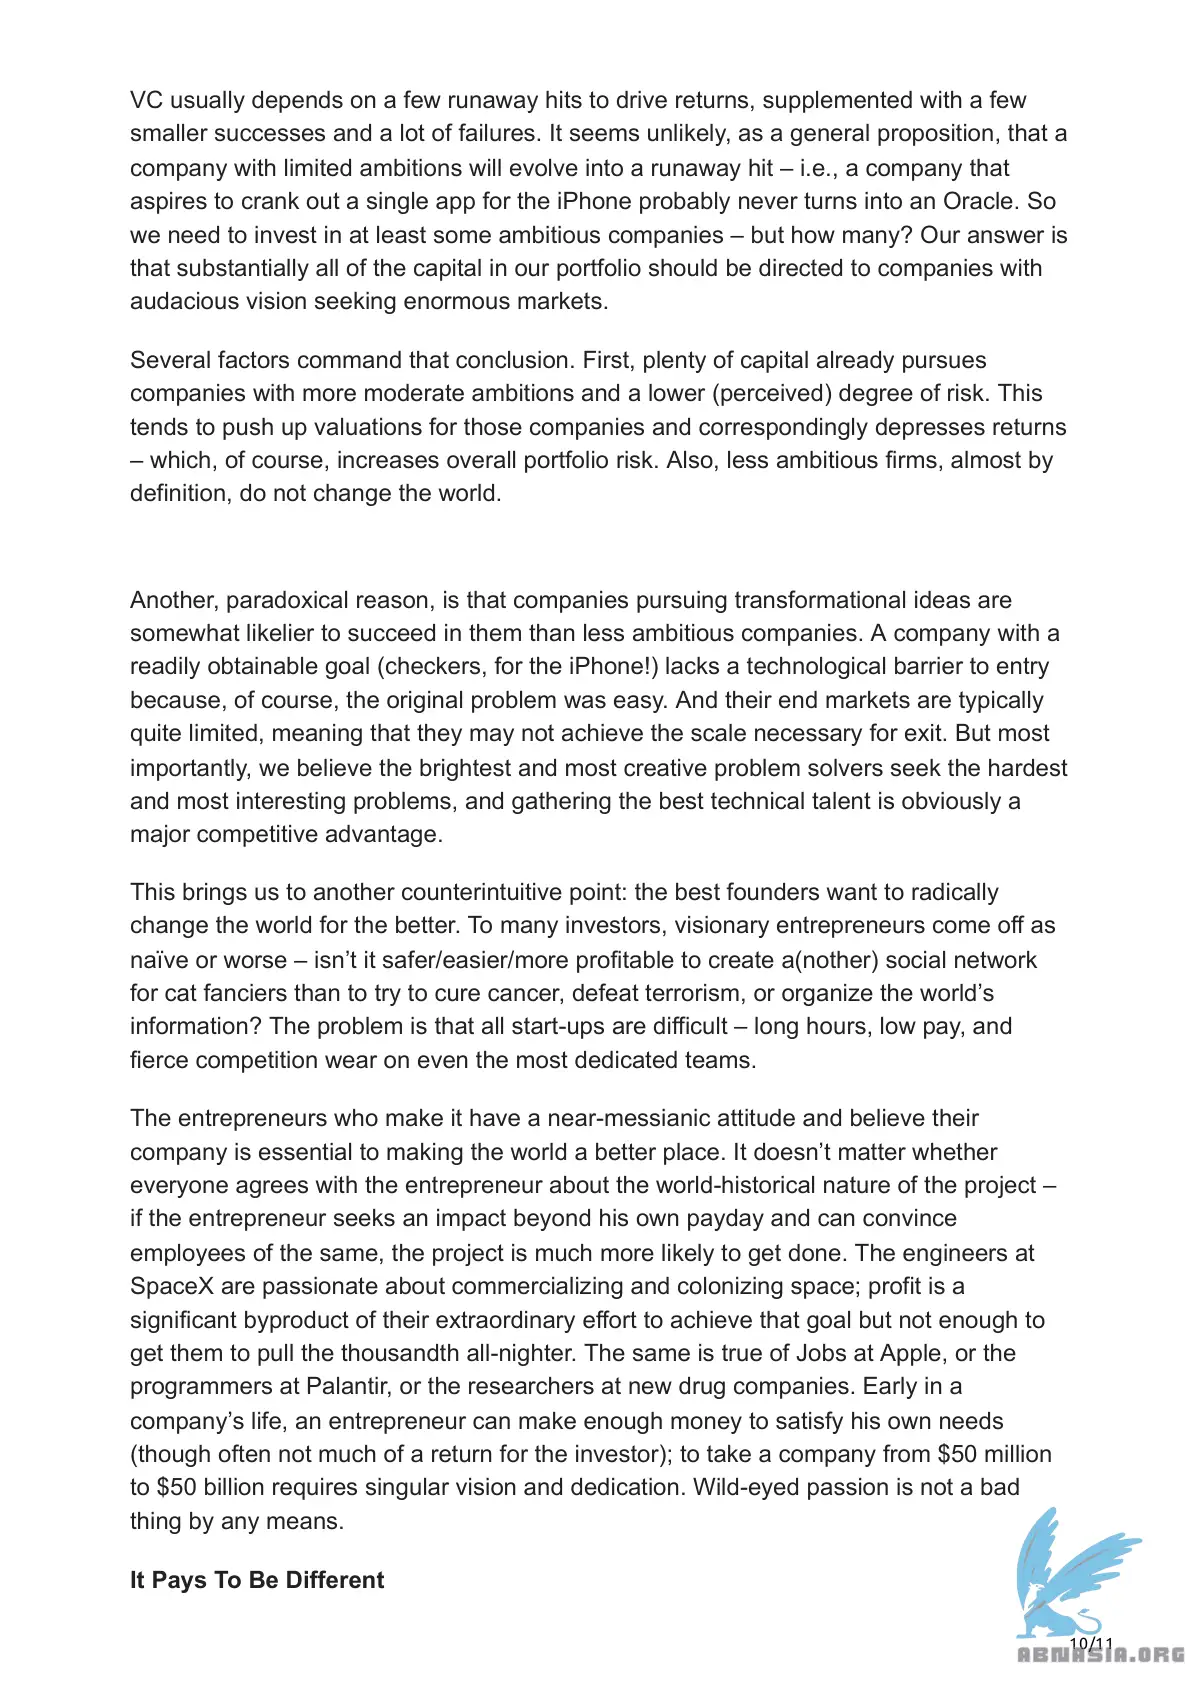 VC usually depends on a few runaway hits to drive returns, supplemented with a few
smaller successes and a lot of failures. It seems unlikely, as a general proposition, that a
company with limited ambitions will evolve into a runaway hit – i.e., a company that
aspires to crank out a single app for the iPhone probably never turns into an Oracle. So
we need to invest in at least some ambitious companies – but how many? Our answer is
that substantially all of the capital in our portfolio should be directed to companies with
audacious vision seeking enormous markets.
Several factors command that conclusion. First, plenty of capital already pursues
companies with more moderate ambitions and a lower (perceived) degree of risk. This
tends to push up valuations for those companies and correspondingly depresses returns
– which, of course, increases overall portfolio risk. Also, less ambitious firms, almost by
definition, do not change the world.
Another, paradoxical reason, is that companies pursuing transformational ideas are
somewhat likelier to succeed in them than less ambitious companies. A company with a
readily obtainable goal (checkers, for the iPhone!) lacks a technological barrier to entry
because, of course, the original problem was easy. And their end markets are typically
quite limited, meaning that they may not achieve the scale necessary for exit. But most
importantly, we believe the brightest and most creative problem solvers seek the hardest
and most interesting problems, and gathering the best technical talent is obviously a
major competitive advantage.
This brings us to another counterintuitive point: the best founders want to radically
change the world for the better. To many investors, visionary entrepreneurs come off as
naïve or worse – isn’t it safer/easier/more profitable to create a(nother) social network
for cat fanciers than to try to cure cancer, defeat terrorism, or organize the world’s
information? The problem is that all start-ups are difficult – long hours, low pay, and
fierce competition wear on even the most dedicated teams.
The entrepreneurs who make it have a near-messianic attitude and believe their
company is essential to making the world a better place. It doesn’t matter whether
everyone agrees with the entrepreneur about the world-historical nature of the project –
if the entrepreneur seeks an impact beyond his own payday and can convince
employees of the same, the project is much more likely to get done. The engineers at
SpaceX are passionate about commercializing and colonizing space; profit is a
significant byproduct of their extraordinary effort to achieve that goal but not enough to
get them to pull the thousandth all-nighter. The same is true of Jobs at Apple, or the
programmers at Palantir, or the researchers at new drug companies. Early in a
company’s life, an entrepreneur can make enough money to satisfy his own needs
(though often not much of a return for the investor); to take a company from $50 million
to $50 billion requires singular vision and dedication. Wild-eyed passion is not a bad
thing by any means.
It Pays To Be Different
10/11
ABNASIA.ORG